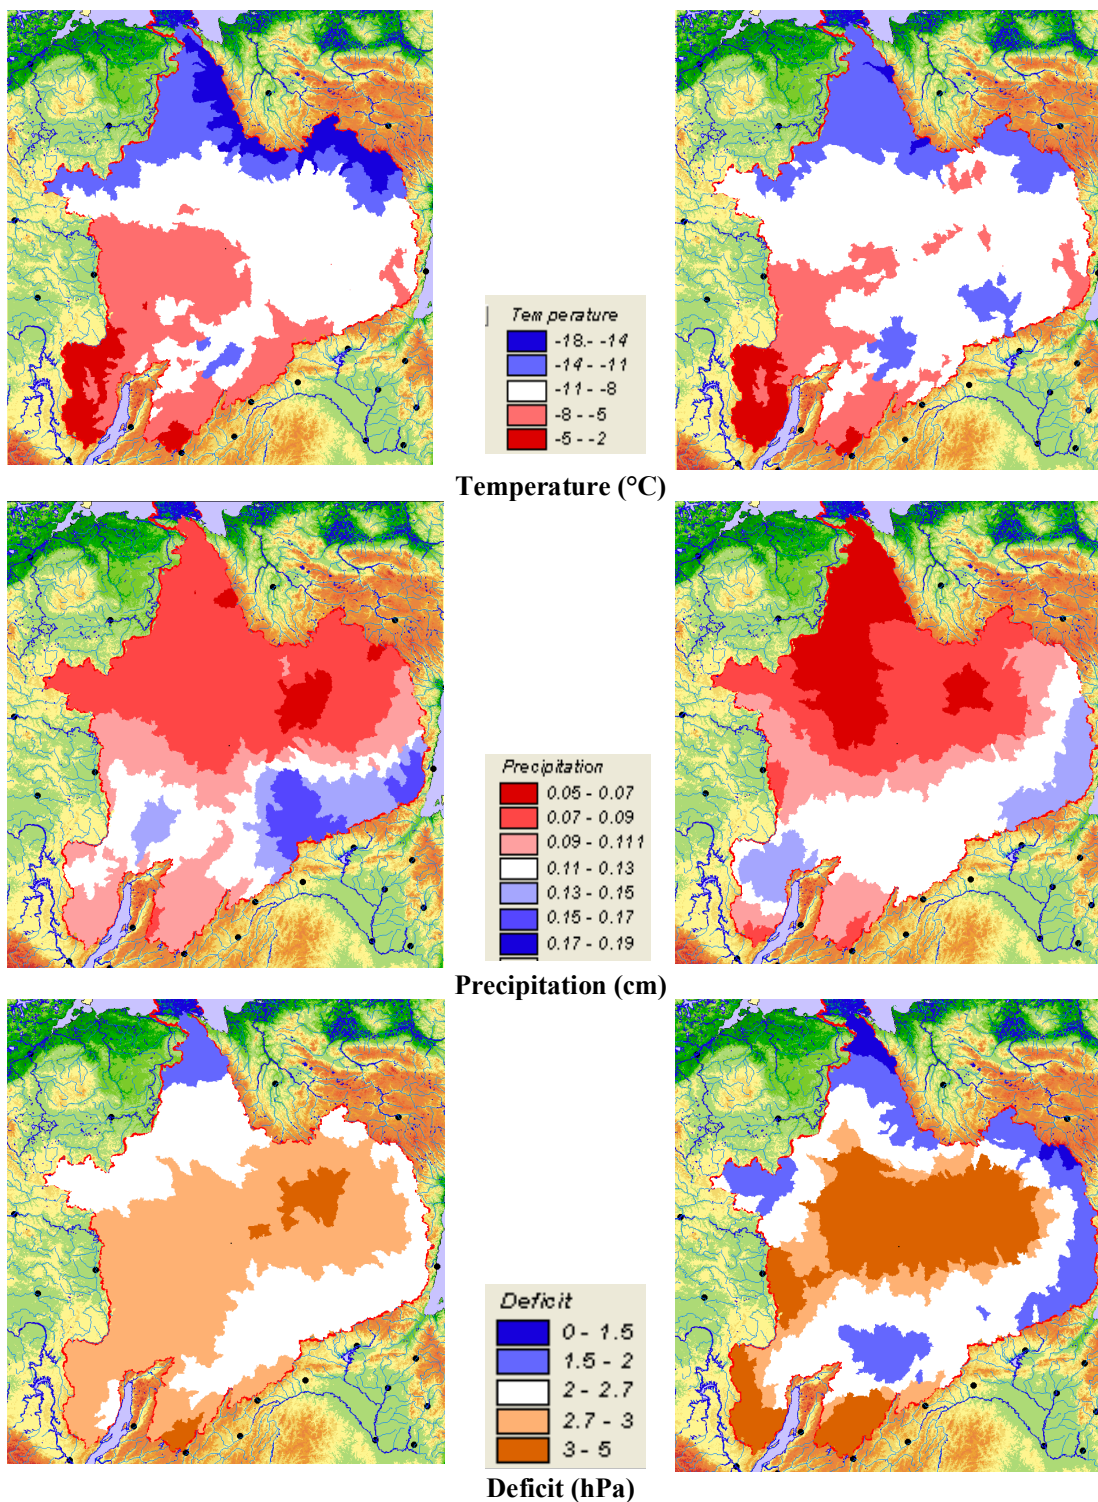 Temperature
-18.--14
-14--11
-11--8
-8--5
-5--2
Temperature (°C)
Precipitation
0.05 - 0.07
0.07 - 0.09
0.09 - 0.111
0.11 - 0.13
0.13 - 0.15
0.15 - 0.17
0.17 - 0.19
Precipitation (cm)
Deficit
0 - 1.5
1.5 - 2
2 - 2.7
2.7 - 3
3 - 5
Deficit (hPa)